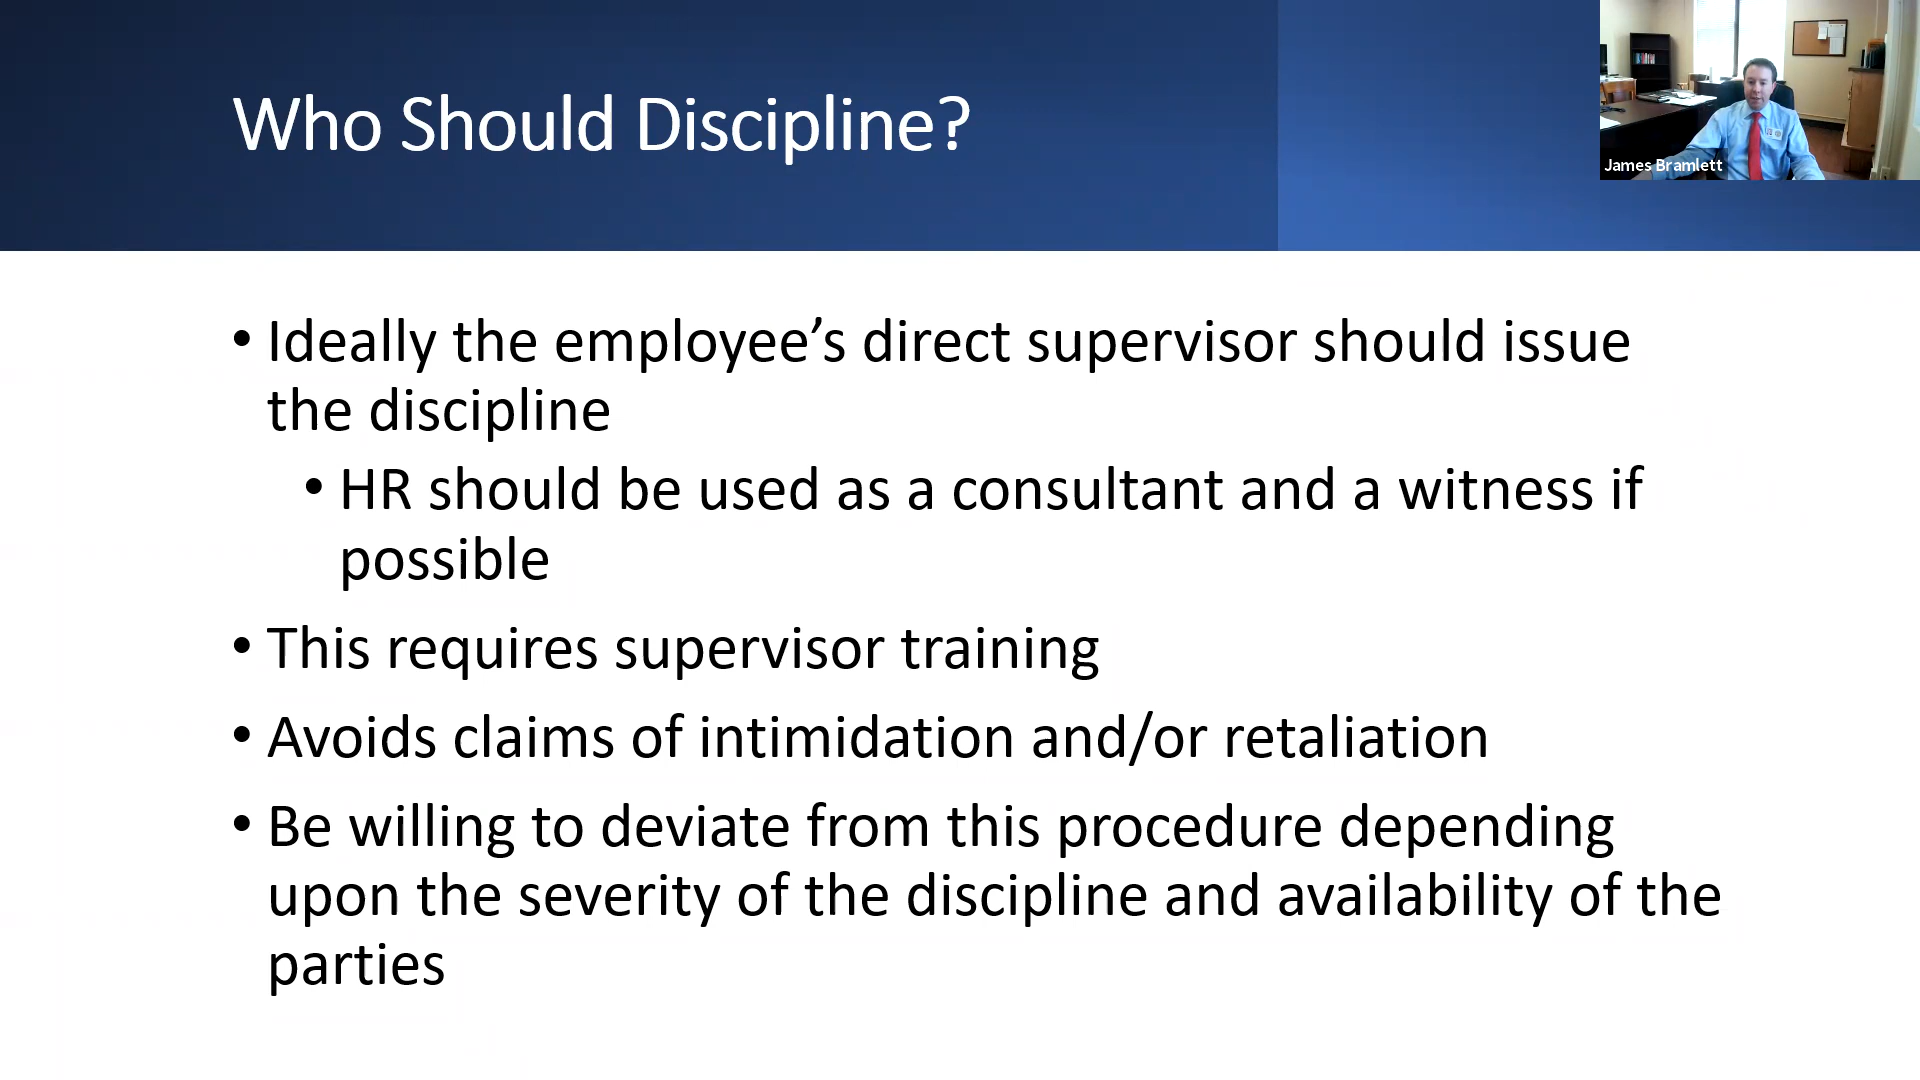 Who Should Discipline?
James Bramlett
• Ideally the employee’s direct supervisor should issue
the discipline
• HR should be used as a consultant and a witness if
possible
• This requires supervisor training
• Avoids claims of intimidation and/or retaliation
• Be willing to deviate from this procedure depending
upon the severity of the discipline and availability of the
parties